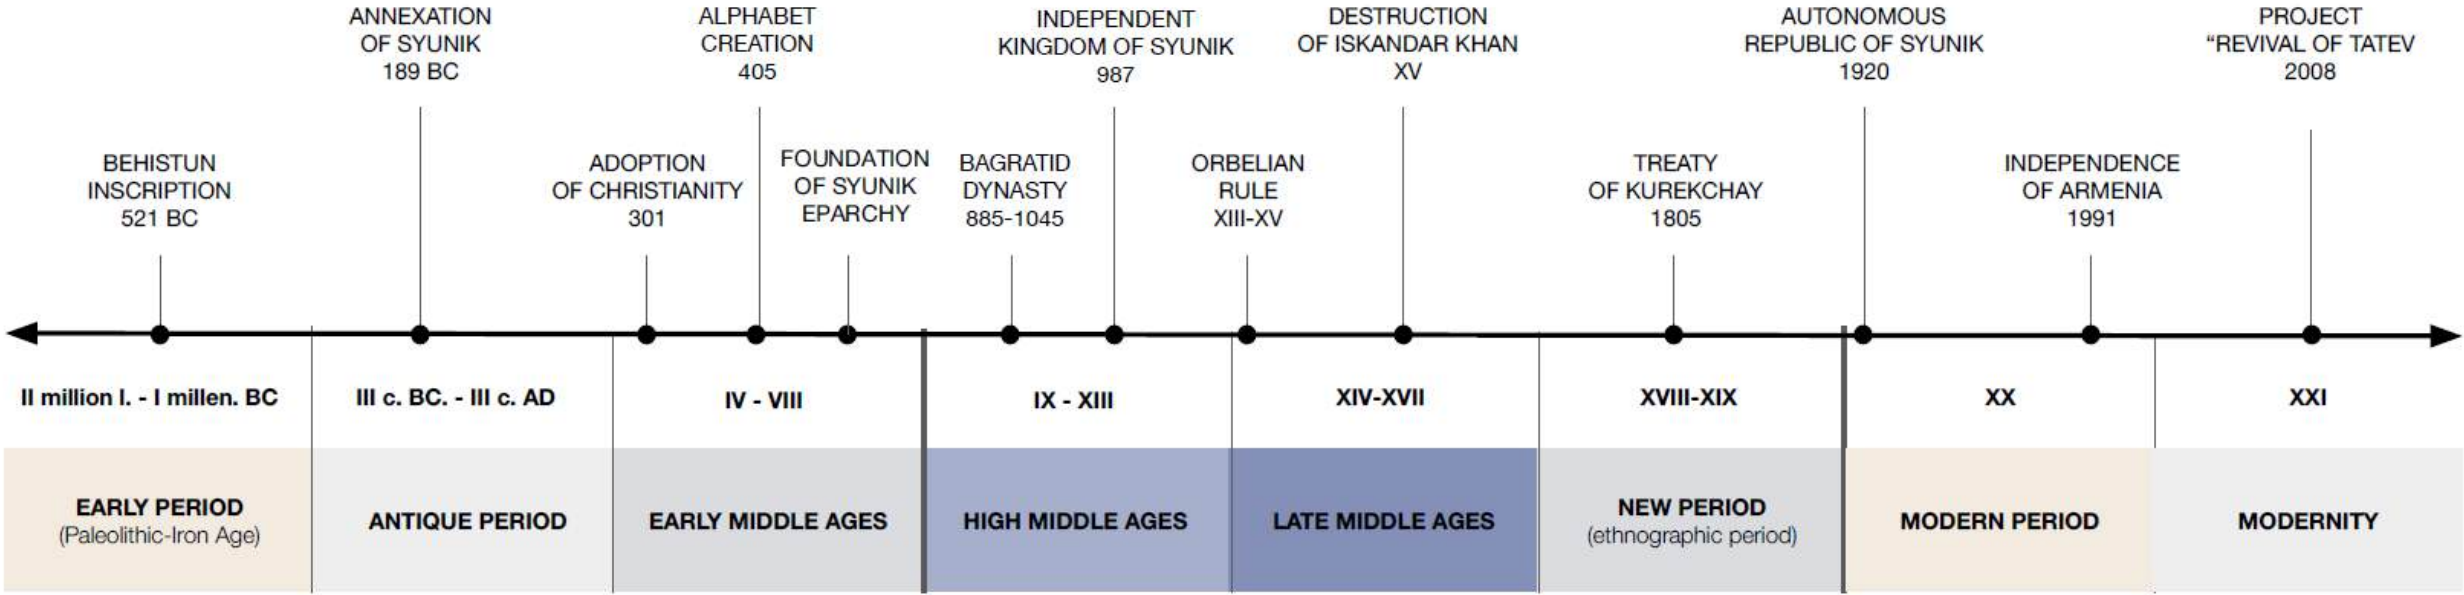 ANNEXATION
OF SYUNIK
189 BC
ALPHABET
CREATION
405
INDEPENDENT
KINGDOM OF SYUNIK
987
DESTRUCTION
OF ISKANDAR KHAN
XV
AUTONOMOUS
REPUBLIC OF SYUNIK
1920
PROJECT
“REVIVAL OF TATEV
2008
BEHISTUN
INSCRIPTION
521 BC
ADOPTION
OF CHRISTIANITY
301
FOUNDATION
OF SYUNIK
EPARCHY
BAGRATID
DYNASTY
885-1045
ORBELIAN
RULE
XIII-XV
TREATY
OF KUREKCHAY
1805
INDEPENDENCE
OF ARMENIA
1991
II million l. - I millen. BC
III c. BC. - III c. AD
IV - VIII
IX - XIII
XIV-XVII
XVIII-XIX
XX
XXI
EARLY PERIOD
(Paleolithic-Iron Age)
ANTIQUE PERIOD
EARLY MIDDLE AGES
HIGH MIDDLE AGES
LATE MIDDLE AGES
NEW PERIOD
(ethnographic period)
MODERN PERIOD
MODERNITY